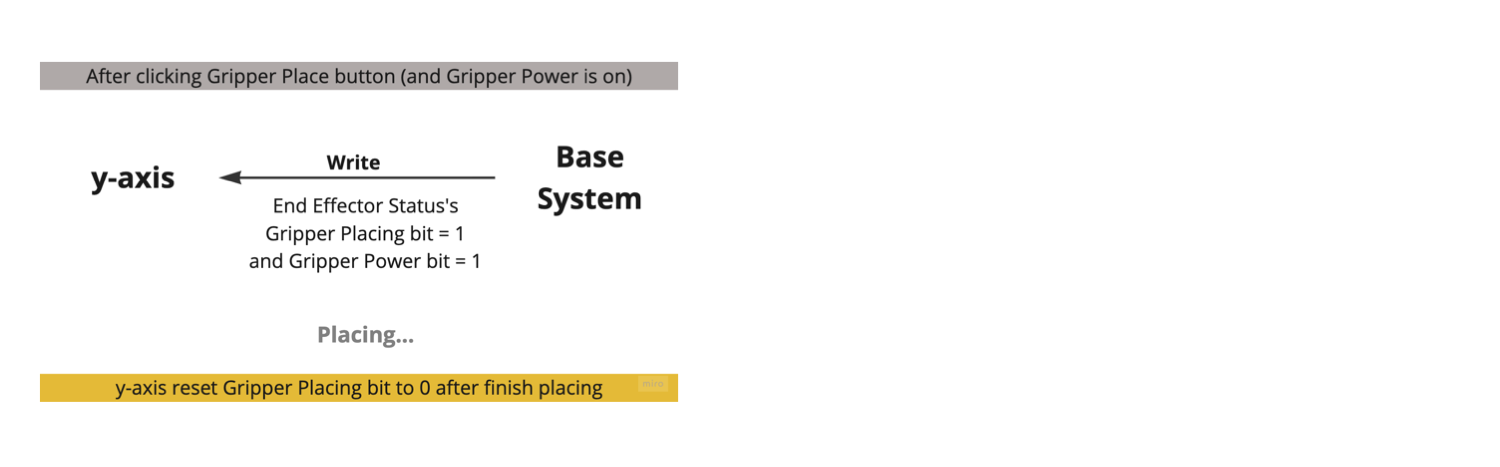 After clicking Gripper Place button (and Gripper Power is on)
y-axis
Write
Base
System
End Effector Status's
Gripper Placing bit = 1
and Gripper Power bit = 1
Placing...
y-axis reset Gripper Placing bit to 0 after finish placing
miro